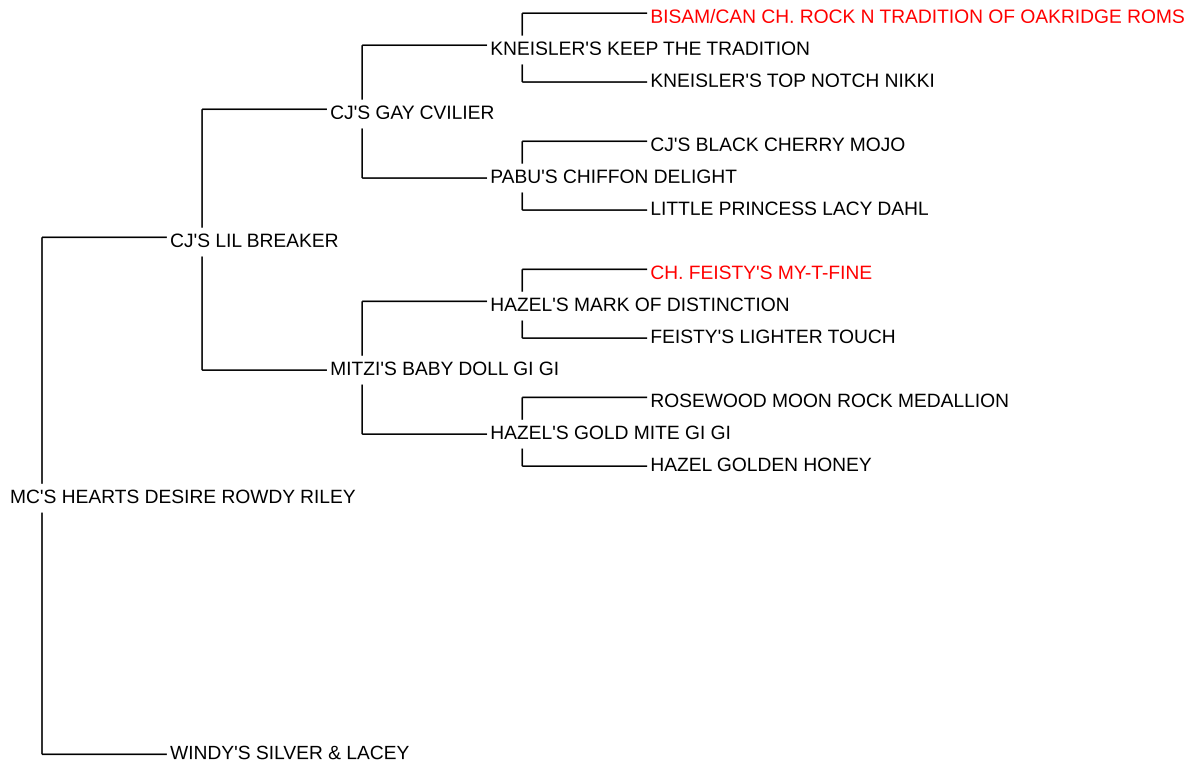 BISAM/CAN CH. ROCK N TRADITION OF OAKRIDGE ROMS
KNEISLER'S KEEP THE TRADITION
KNEISLER'S TOP NOTCH NIKKI
CJ'S GAY CVILIER
CJ'S BLACK CHERRY MOJO
PABU'S CHIFFON DELIGHT
LITTLE PRINCESS LACY DAHL
CJ'S LIL BREAKER
CH. FEISTY'S MY-T-FINE
HAZEL'S MARK OF DISTINCTION
FEISTY'S LIGHTER TOUCH
MITZI'S BABY DOLL GI GI
ROSEWOOD MOON ROCK MEDALLION
HAZEL'S GOLD MITE GI GI
HAZEL GOLDEN HONEY
MC'S HEARTS DESIRE ROWDY RILEY
WINDY'S SILVER & LACEY